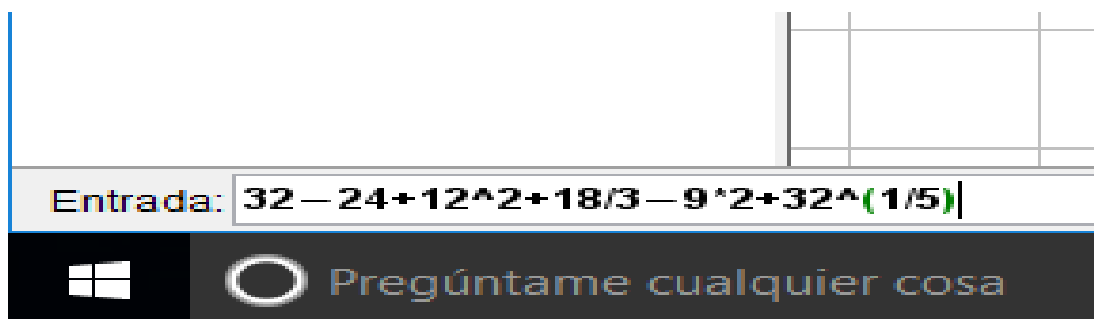 Entrada: 32−24+12^2+18/3−9*2+32^(1/5)
Pregúntame cualquier cosa